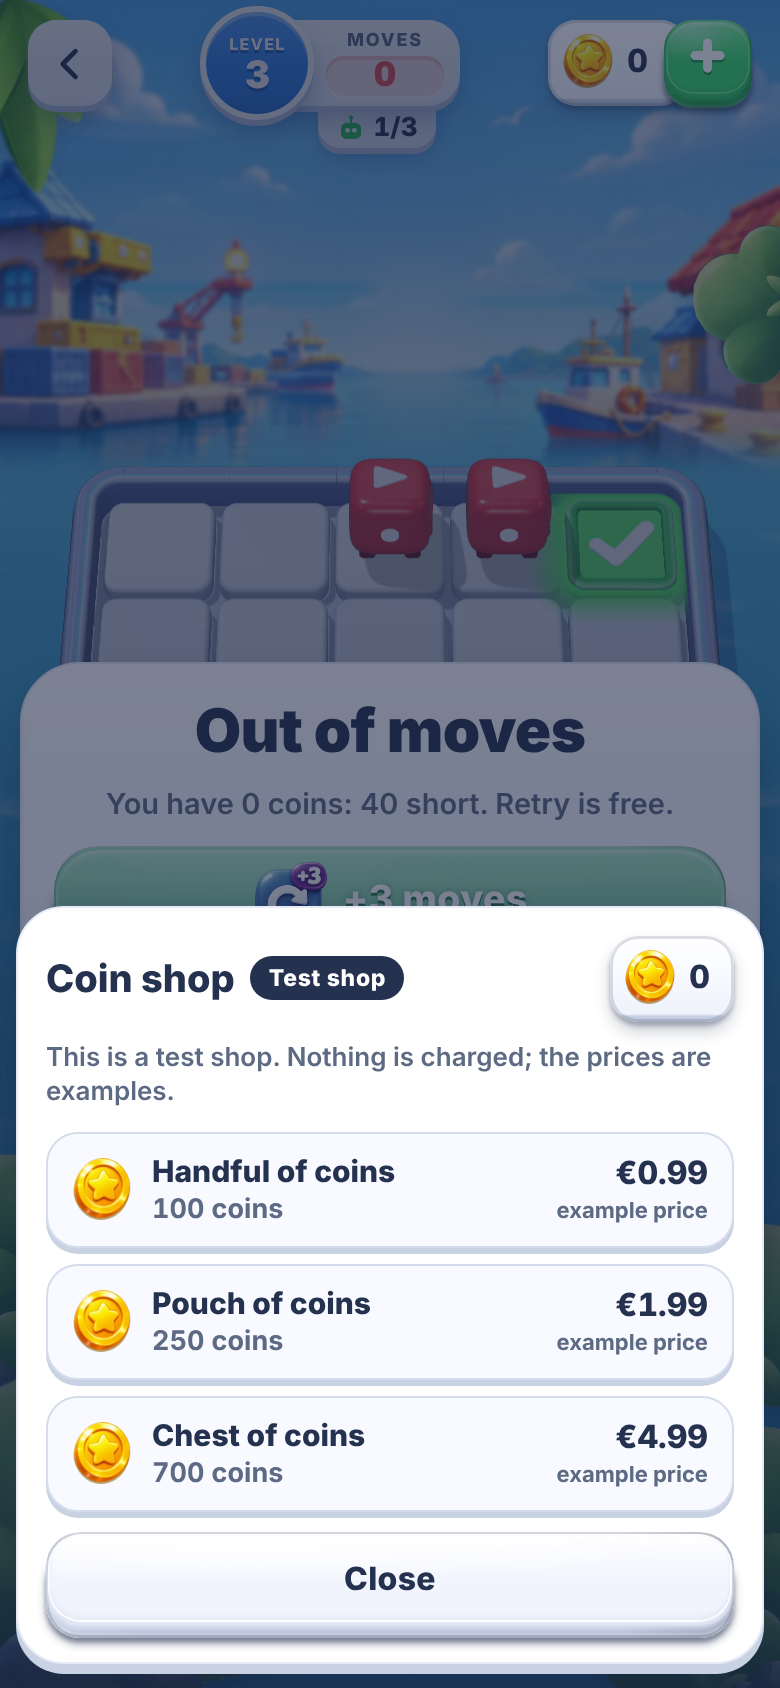 LEVEL
3
MOVES
0
1/3
0
Out of moves
You have 0 coins: 40 short. Retry is free.
+3
+3 moves
Coin shop
Test shop
0
This is a test shop. Nothing is charged; the prices are
examples.
Handful of coins
100 coins
€0.99
example price
Pouch of coins
250 coins
€1.99
example price
Chest of coins
700 coins
€4.99
example price
Close